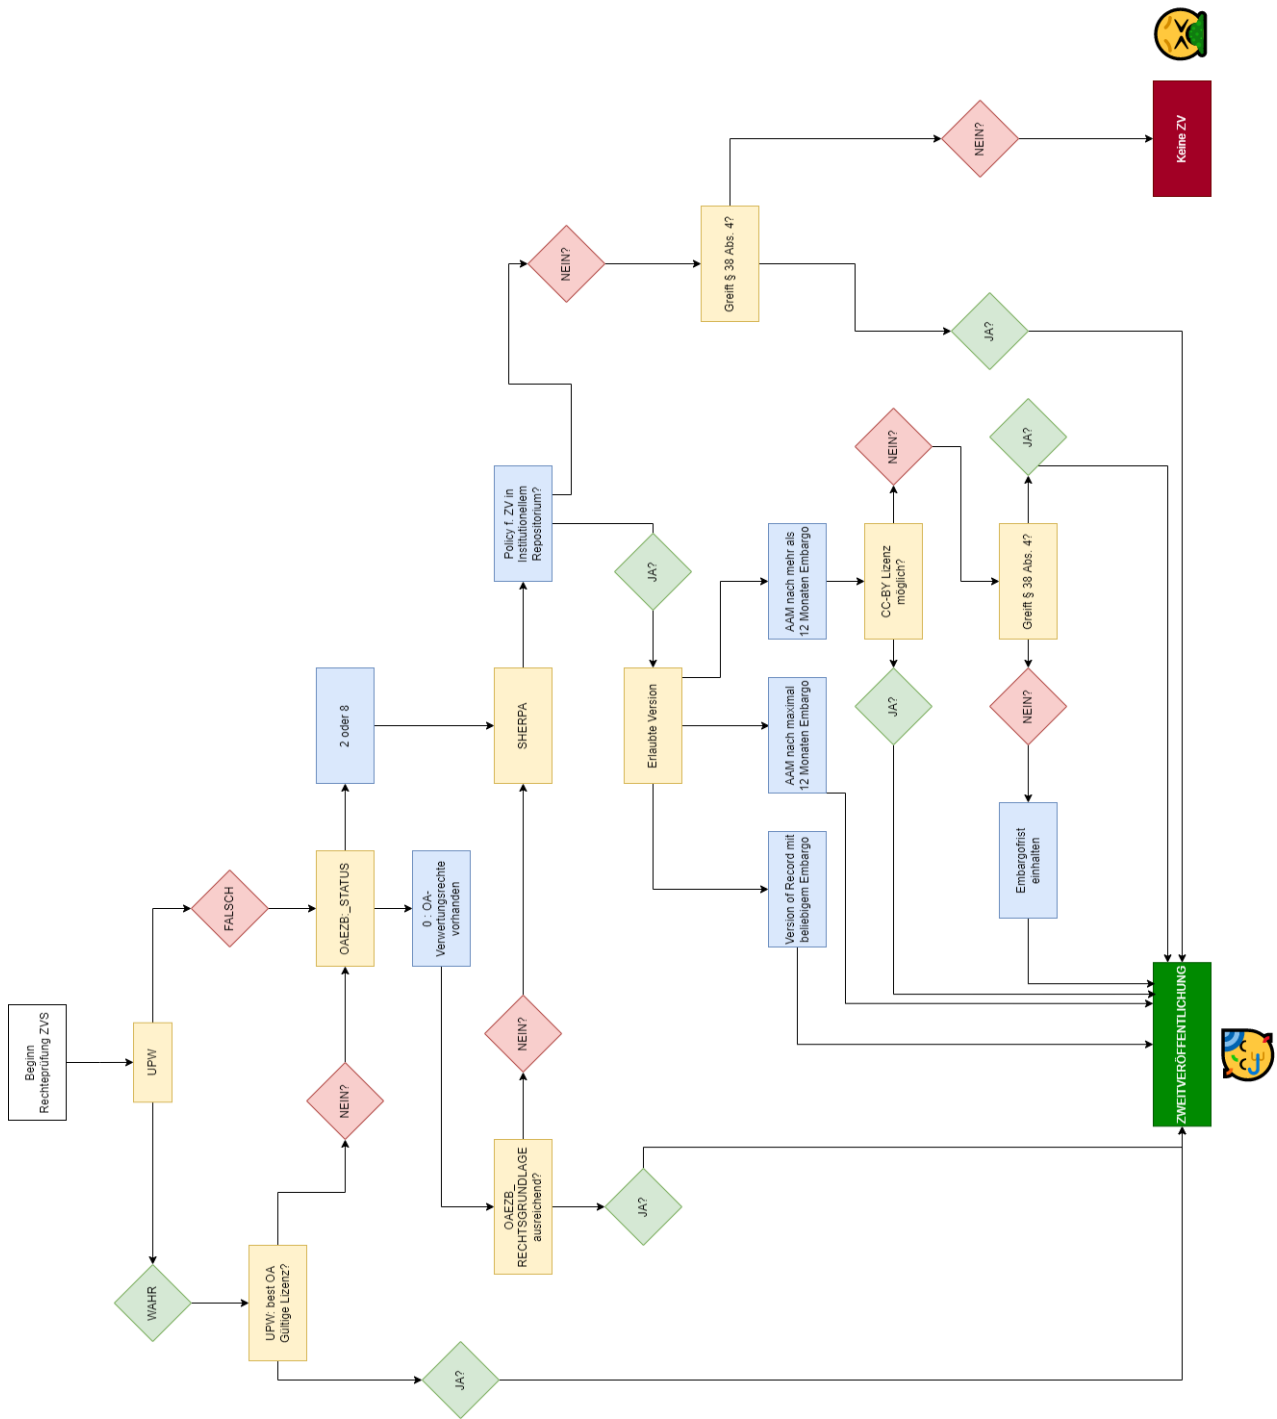 Beginn
Rechteprüfung ZVS
UPW
WAHR
FALSCH
UPW: best OA
Gültige Lizenz?
NEIN?
JA?
OAEZB:_STATUS
2 oder 8
0 : OA-
Verwertungsrechte
vorhanden
OAEZB_
RECHTSGRUNDLAGE
ausreichend?
NEIN?
JA?
SHERPA
Policy f. ZV in
Institutionellem
Repositorium?
NEIN?
JA?
Erlaubte Version
Version of Record mit
beliebigem Embargo
AAM nach maximal
12 Monaten Embargo
AAM nach mehr als
12 Monaten Embargo
CC-BY Lizenz
möglich?
JA?
NEIN?
Greift § 38 Abs. 4?
NEIN?
JA?
Embargofrist
einhalten
Greift § 38 Abs. 4?
NEIN?
JA?
ZWEITVERÖFFENTLICHUNG
Keine ZV